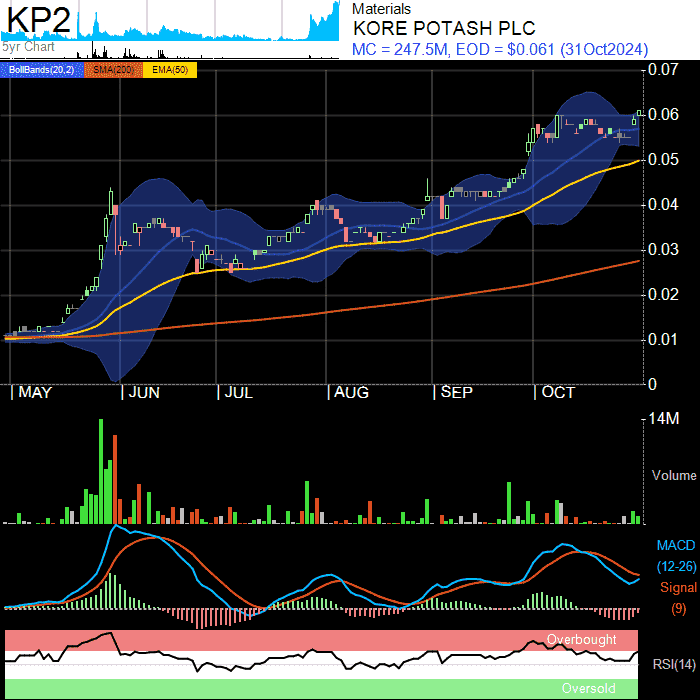 KP2
5yr Chart
Materials
KORE POTASH PLC
MC = 247.5M, EOD = $0.061 (31Oct2024)
BollBands(20,2) SMA(200) EMA(50)
0.07
0.06
0.05
0.04
0.03
0.02
0.01
0
MAY JUN JUL AUG SEP OCT
14M
Volume
MACD
(12-26)
Signal
(9)
Overbought
RSI(14)
Oversold